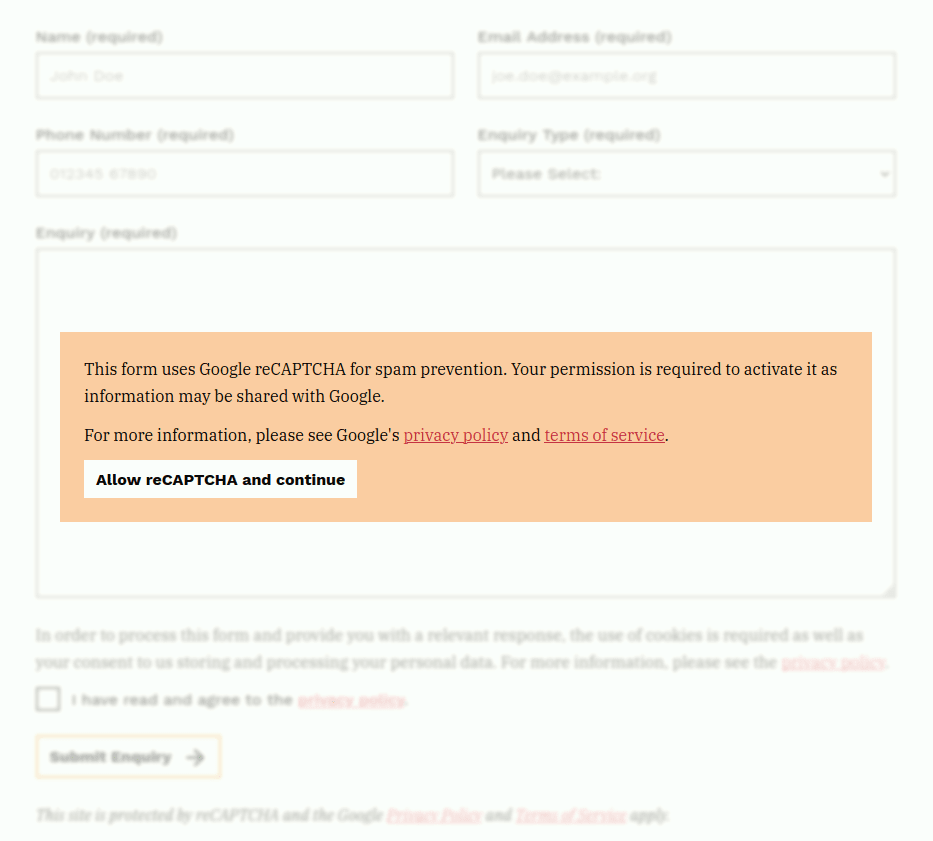 Name (required) Email Address (required)
John Doe joe.doe@example.org
Phone Number (required) Enquiry Type (required)
012345 67890 Please Select:
Enquiry (required)
This form uses Google reCAPTCHA for spam prevention. Your permission is required to activate it as
information may be shared with Google.
For more information, please see Google's privacy policy and terms of service.
Allow reCAPTCHA and continue
In order to process this form and provide you with a relevant response, the use of cookies is required as well as
your consent to us storing and processing your personal data. For more information, please see the privacy policy.
I have read and agree to the privacy policy.
Submit Enquiry
This site is protected by reCAPTCHA and the Google Privacy Policy and Terms of Service apply.